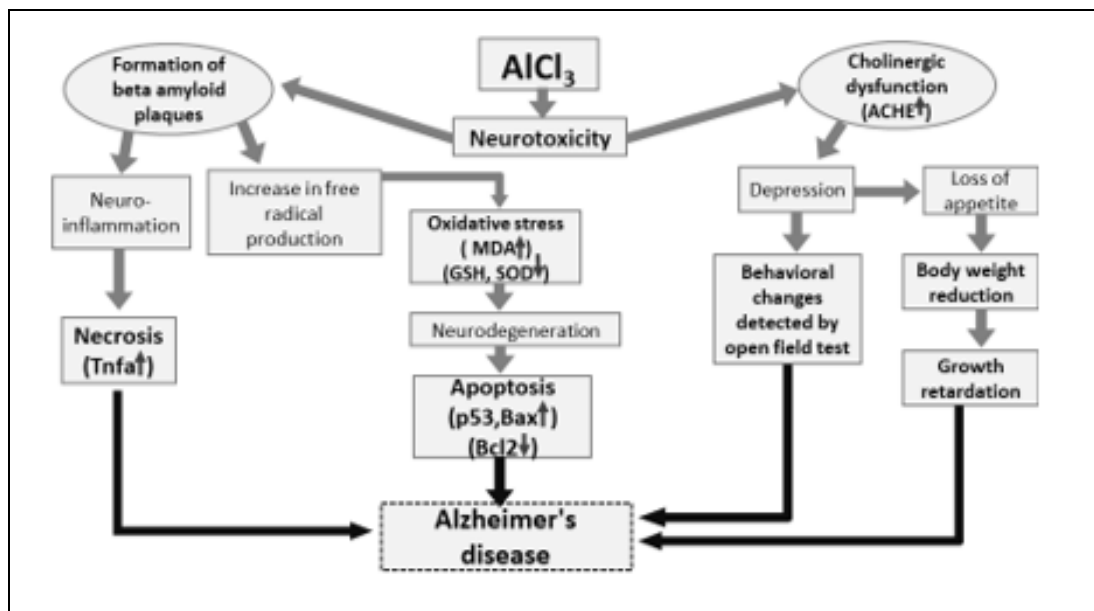 AlCl₃
Neurotoxicity
Formation of
beta amyloid
plaques
Neuro-
inflammation
Necrosis
(Tnfa↑)
Increase in free
radical
production
Oxidative stress
( MDA↑)
(GSH, SOD↓)
Neurodegeneration
Apoptosis
(p53,Bax↑)
(Bcl2↓)
Cholinergic
dysfunction
(ACHE↑)
Depression
Behavioral
changes
detected by
open field test
Loss of
appetite
Body weight
reduction
Growth
retardation
Alzheimer's
disease